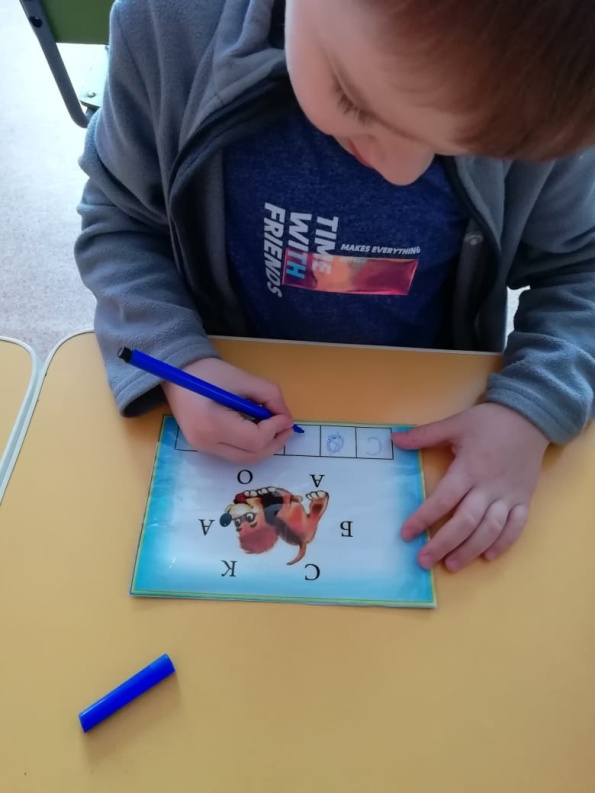 TIME
WITH
FRIENDS
MAKES EVERYTHING
С К
Б А
А О
С